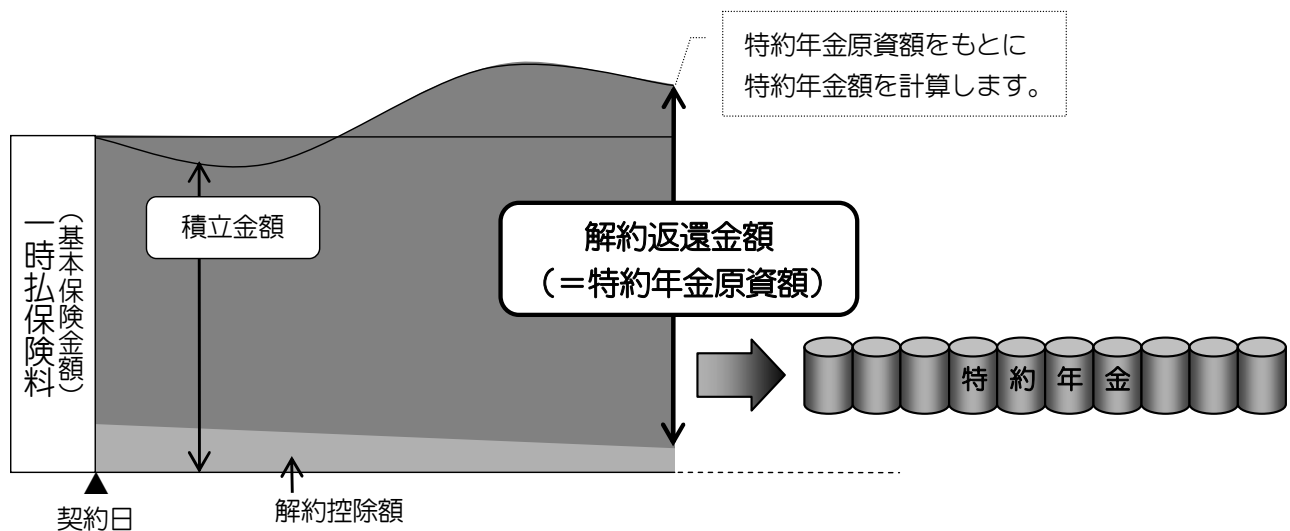 特約年金原資額をもとに
特約年金額を計算します。
一時払保険料
（基本保険金額）
積立金額
解約返還金額
（＝特約年金原資額）
特約年金
解約控除額
契約日